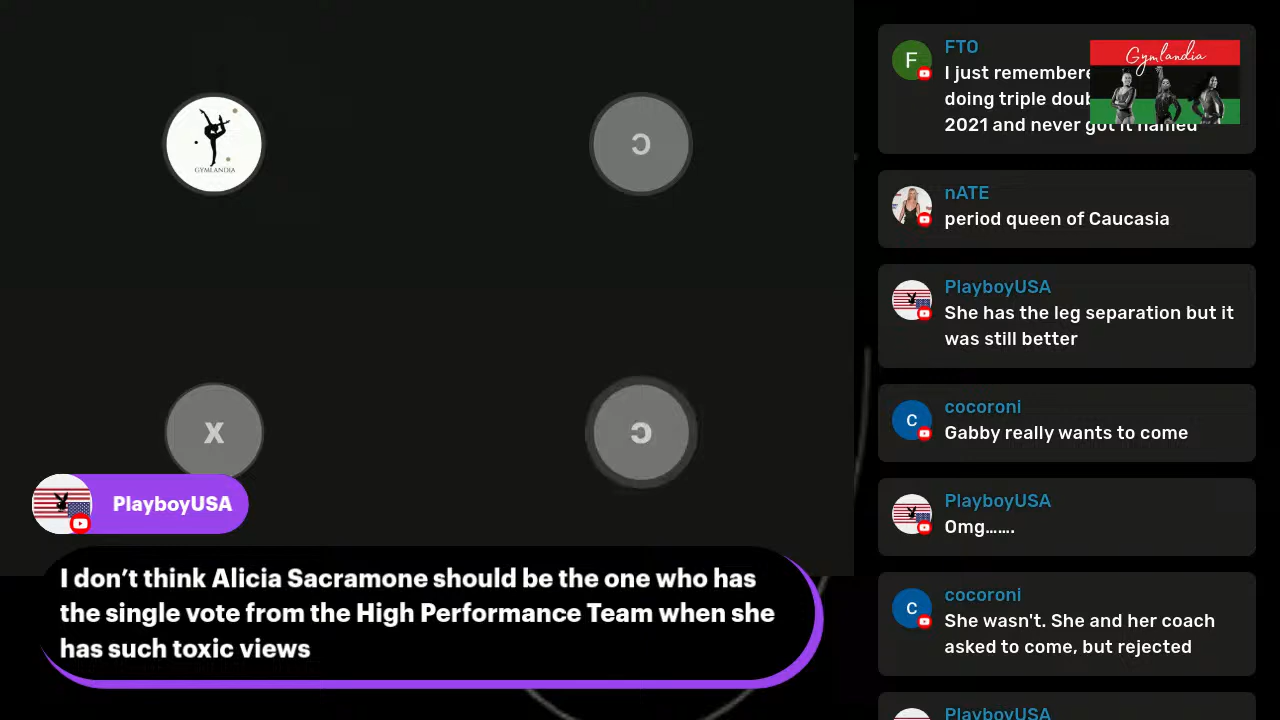 GYMLANDIA
C
X
C
PlayboyUSA
I don’t think Alicia Sacramone should be the one who has
the single vote from the High Performance Team when she
has such toxic views
F
FTO
I just remembere
doing triple doub
2021 and never got it named
Gymlandia
nATE
period queen of Caucasia
PlayboyUSA
She has the leg separation but it
was still better
C
cocoroni
Gabby really wants to come
PlayboyUSA
Omg.......
C
cocoroni
She wasn't. She and her coach
asked to come, but rejected
PlayboyUSA